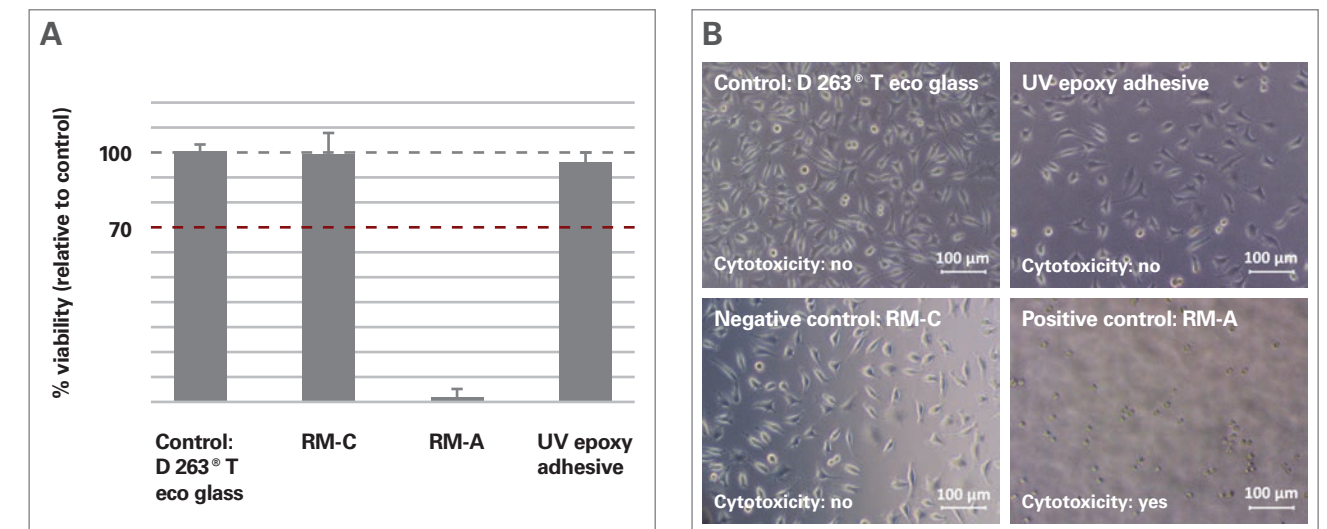 A
% viability (relative to control)
100
70
Control:
D 263® T
eco glass
RM-C
RM-A
UV epoxy
adhesive
B
Control: D 263® T eco glass
Cytotoxicity: no
100 µm
UV epoxy adhesive
Cytotoxicity: no
100 µm
Negative control: RM-C
Cytotoxicity: no
100 µm
Positive control: RM-A
Cytotoxicity: yes
100 µm